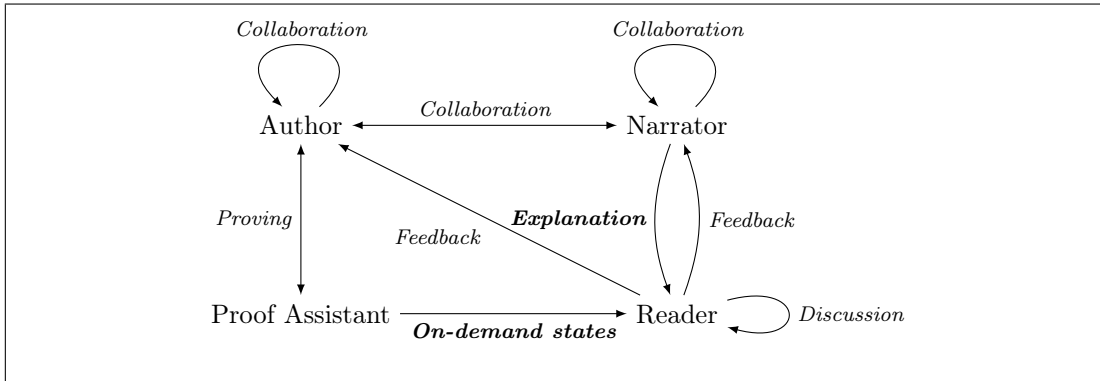 Collaboration
Collaboration
Collaboration
Author
Narrator
Proving
Feedback
Explanation
Feedback
Proof Assistant
On-demand states
Reader
Discussion